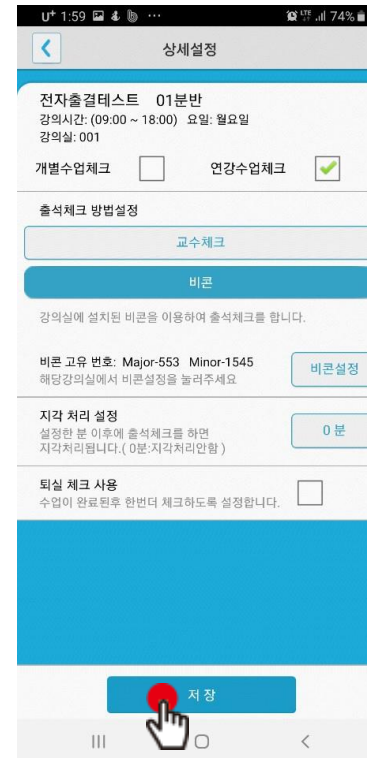 U+ 1:59 ··· LTE 74%
상세설정
전자출결테스트 01분반
강의시간: (09:00 ~ 18:00) 요일: 월요일
강의실: 001
개별수업체크 연강수업체크
출석체크 방법설정
교수체크
비콘
강의실에 설치된 비콘을 이용하여 출석체크를 합니다.
비콘 고유 번호: Major-553 Minor-1545
해당강의실에서 비콘설정을 눌러주세요
비콘설정
지각 처리 설정
설정한 분 이후에 출석체크를 하면
지각처리됩니다.( 0분:지각처리안함 )
0 분
퇴실 체크 사용
수업이 완료된후 한번더 체크하도록 설정합니다.
저 장